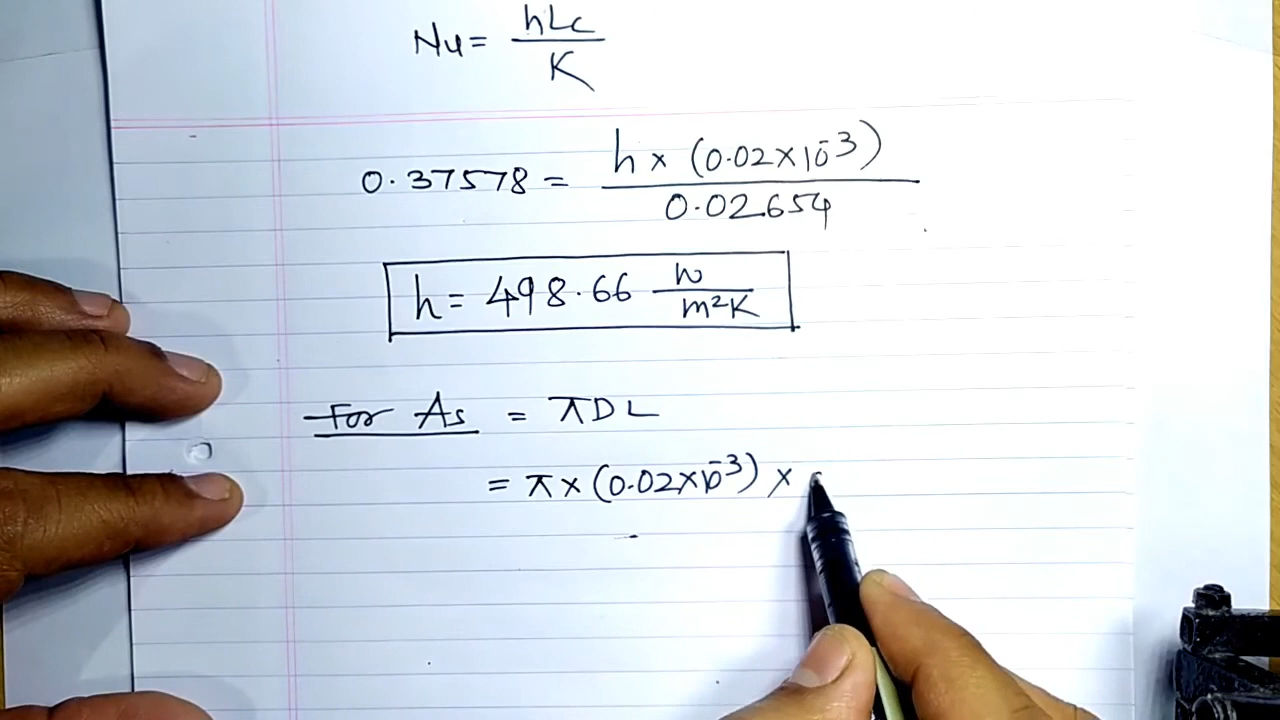 Nu = hLc / K
0.37578 = h × (0.02×10⁻³) / 0.02654
h = 498.66 W / m²K
For As = πDL
= π × (0.02×10⁻³) ×